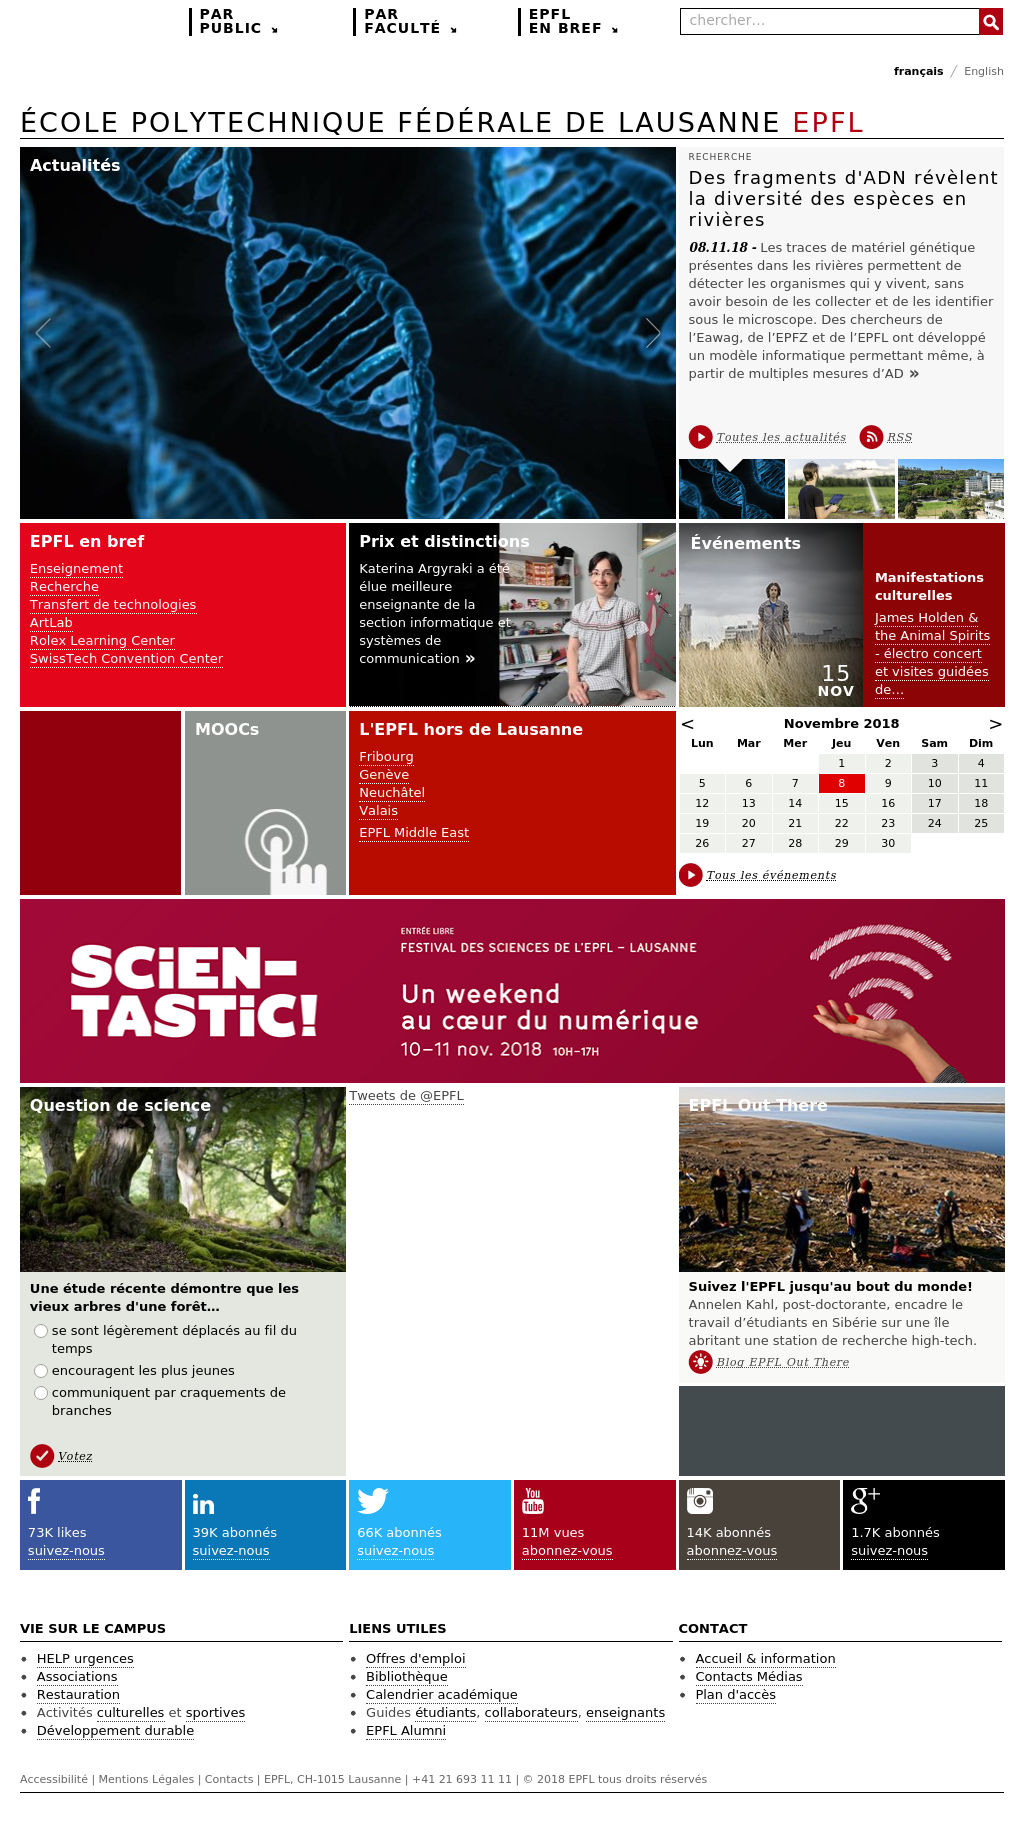 PAR
PUBLIC
PAR
FACULTÉ
EPFL
EN BREF
chercher...
français / English
ÉCOLE POLYTECHNIQUE FÉDÉRALE DE LAUSANNE EPFL
Actualités
RECHERCHE
Des fragments d'ADN révèlent
la diversité des espèces en
rivières
08.11.18 - Les traces de matériel génétique
présentes dans les rivières permettent de
détecter les organismes qui y vivent, sans
avoir besoin de les collecter et de les identifier
sous le microscope. Des chercheurs de
l’Eawag, de l’EPFZ et de l’EPFL ont développé
un modèle informatique permettant même, à
partir de multiples mesures d’AD »
Toutes les actualités RSS
EPFL en bref
Enseignement
Recherche
Transfert de technologies
ArtLab
Rolex Learning Center
SwissTech Convention Center
Prix et distinctions
Katerina Argyraki a été
élue meilleure
enseignante de la
section informatique et
systèmes de
communication »
Événements
15
NOV
Manifestations
culturelles
James Holden &
the Animal Spirits
- électro concert
et visites guidées
de...
MOOCs
L'EPFL hors de Lausanne
Fribourg
Genève
Neuchâtel
Valais
EPFL Middle East
< Novembre 2018 >
Lun Mar Mer Jeu Ven Sam Dim
1 2 3 4
5 6 7 8 9 10 11
12 13 14 15 16 17 18
19 20 21 22 23 24 25
26 27 28 29 30
Tous les événements
SCiEN-
TASTiC!
ENTRÉE LIBRE
FESTIVAL DES SCIENCES DE L'EPFL – LAUSANNE
Un weekend
au cœur du numérique
10–11 nov. 2018 10H–17H
Question de science
Une étude récente démontre que les
vieux arbres d'une forêt...
se sont légèrement déplacés au fil du
temps
encouragent les plus jeunes
communiquent par craquements de
branches
Votez
Tweets de @EPFL
EPFL Out There
Suivez l'EPFL jusqu'au bout du monde!
Annelen Kahl, post-doctorante, encadre le
travail d’étudiants en Sibérie sur une île
abritant une station de recherche high-tech.
Blog EPFL Out There
f
73K likes
suivez-nous
in
39K abonnés
suivez-nous
66K abonnés
suivez-nous
You
Tube
11M vues
abonnez-vous
14K abonnés
abonnez-vous
g+
1.7K abonnés
suivez-nous
VIE SUR LE CAMPUS
HELP urgences
Associations
Restauration
Activités culturelles et sportives
Développement durable
LIENS UTILES
Offres d'emploi
Bibliothèque
Calendrier académique
Guides étudiants, collaborateurs, enseignants
EPFL Alumni
CONTACT
Accueil & information
Contacts Médias
Plan d'accès
Accessibilité | Mentions Légales | Contacts | EPFL, CH-1015 Lausanne | +41 21 693 11 11 | © 2018 EPFL tous droits réservés